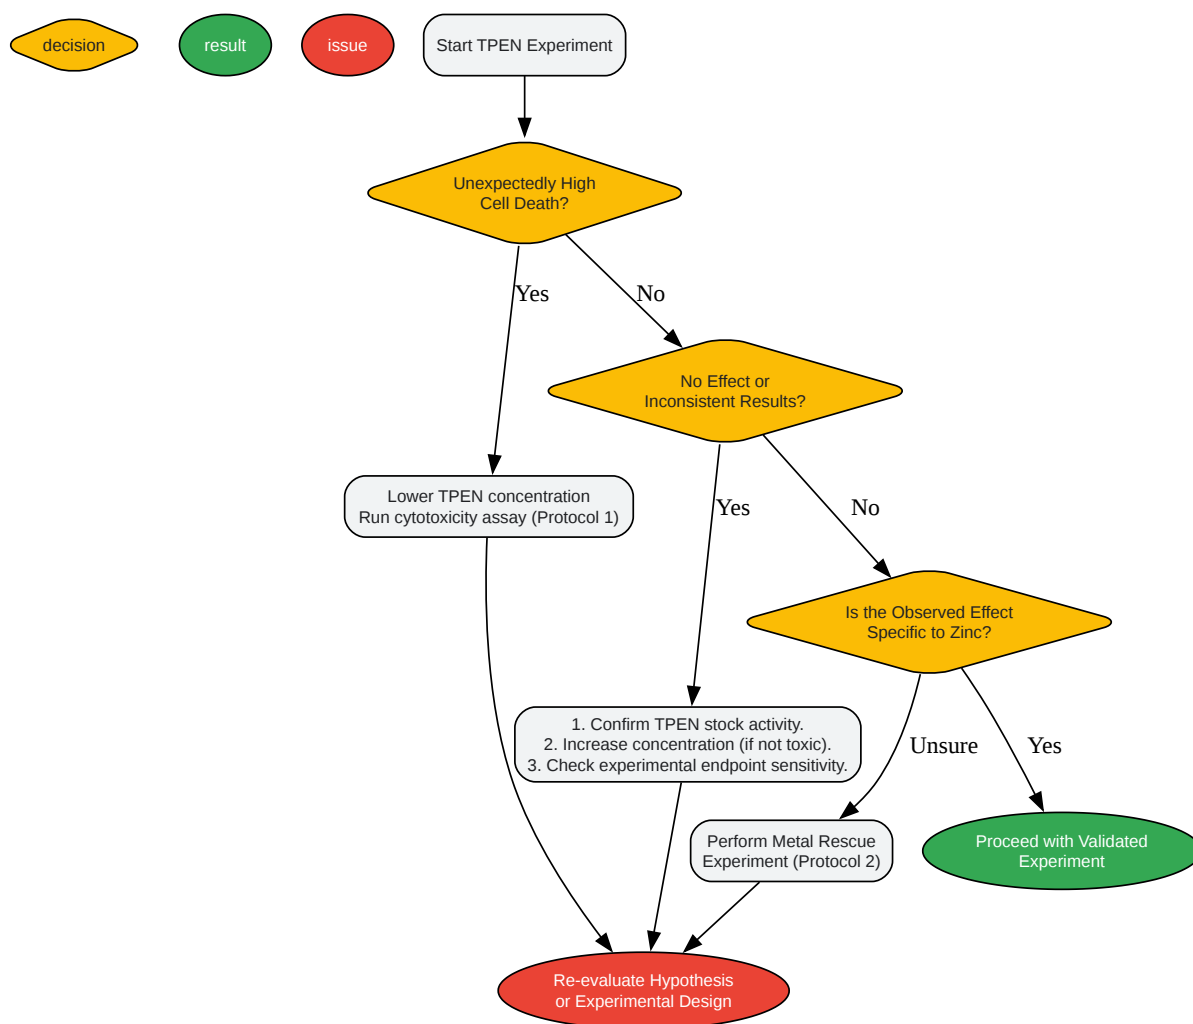 decision
result
issue
Start TPEN Experiment
Unexpectedly High
Cell Death?
Yes
No
No Effect or
Inconsistent Results?
Lower TPEN concentration
Run cytotoxicity assay (Protocol 1)
Yes
No
Is the Observed Effect
Specific to Zinc?
1. Confirm TPEN stock activity.
2. Increase concentration (if not toxic).
3. Check experimental endpoint sensitivity.
Unsure
Yes
Perform Metal Rescue
Experiment (Protocol 2)
Proceed with Validated
Experiment
Re-evaluate Hypothesis
or Experimental Design